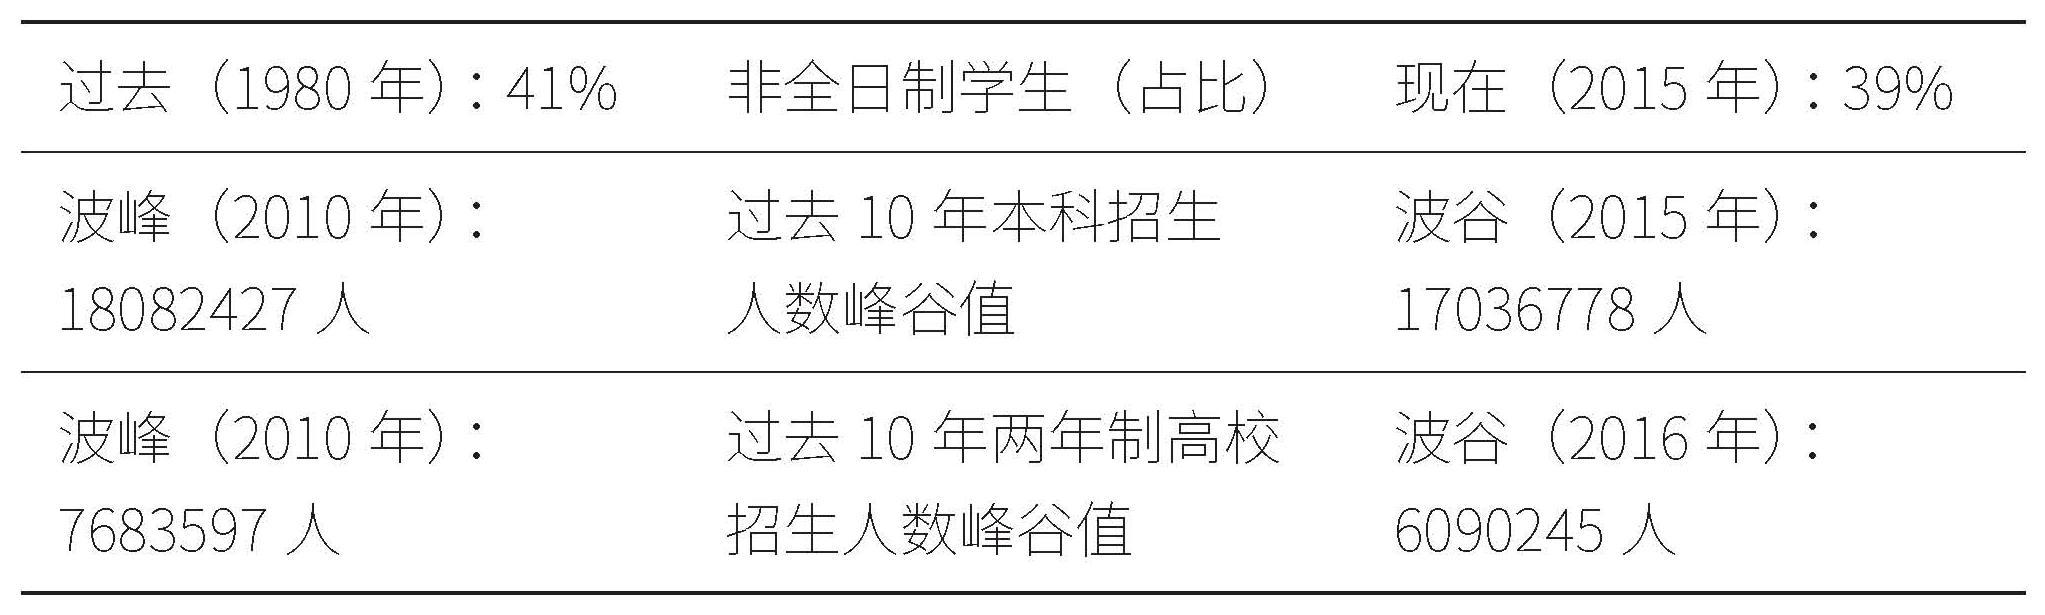 过去（1980 年）：41% 非全日制学生（占比） 现在（2015 年）：39%
波峰（2010 年）： 过去 10 年本科招生 波谷（2015 年）：
18082427 人 人数峰谷值 17036778 人
波峰（2010 年）： 过去 10 年两年制高校 波谷（2016 年）：
7683597 人 招生人数峰谷值 6090245 人